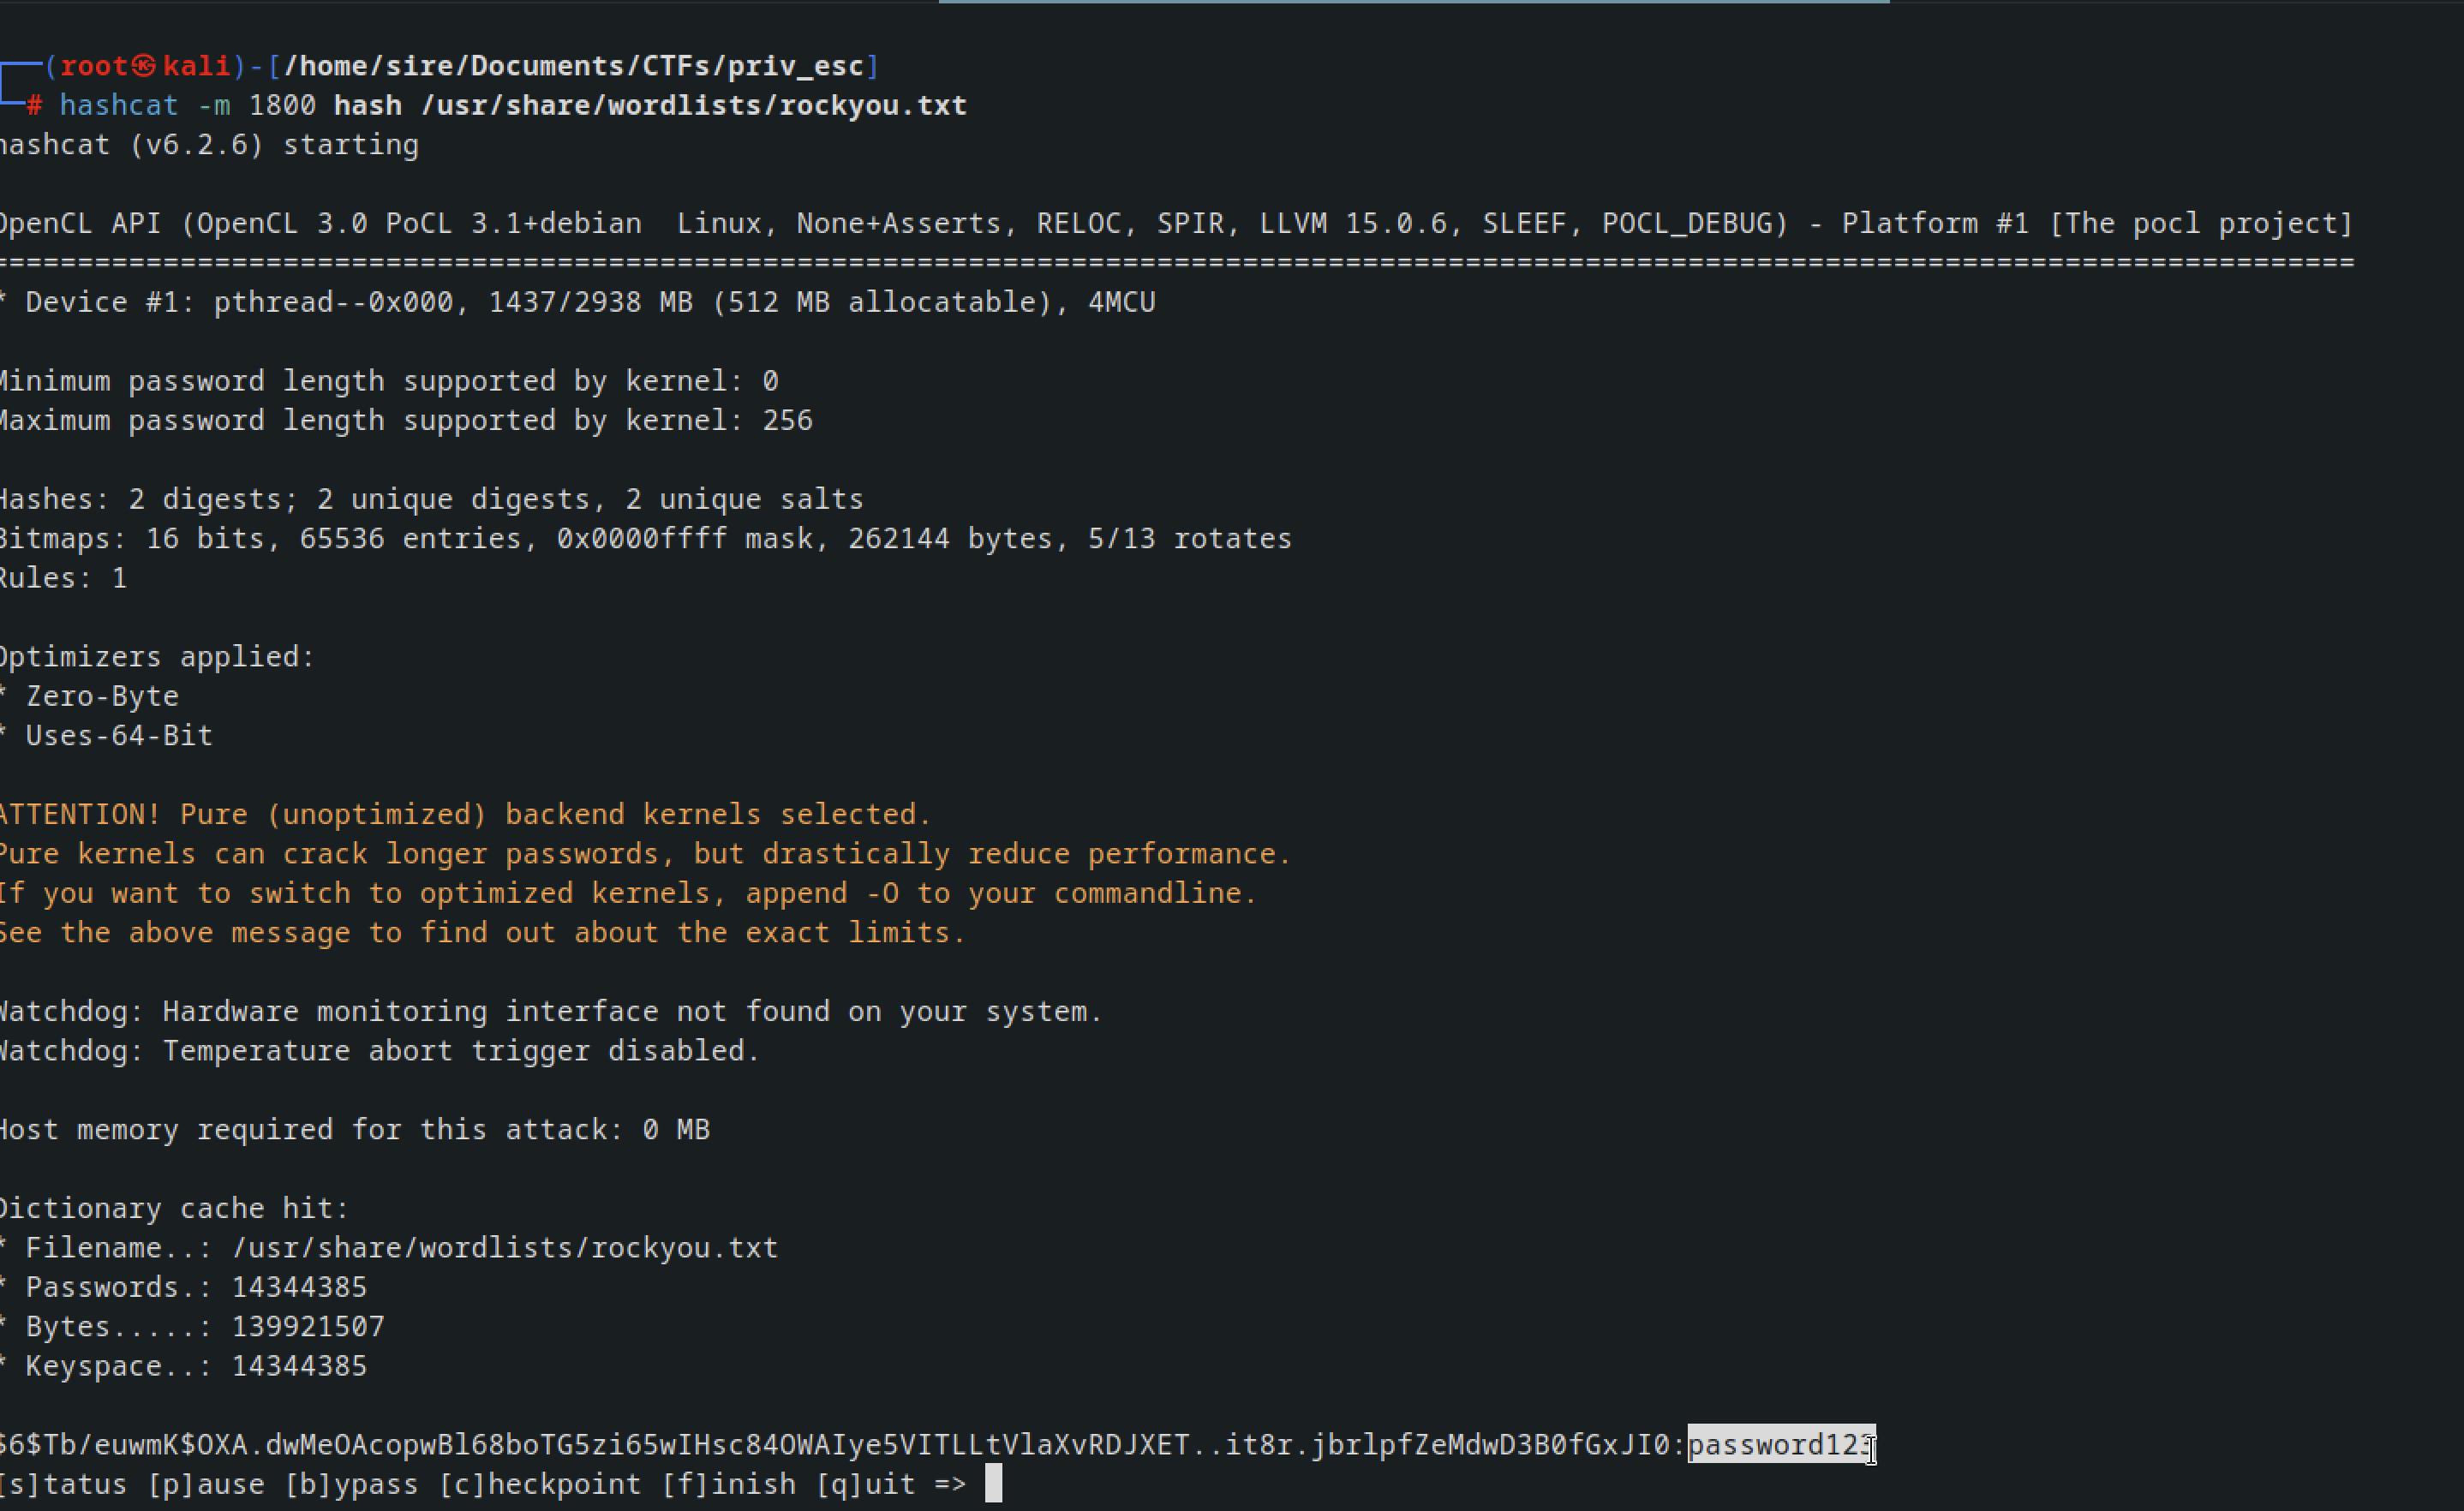 (root㉿kali)-[/home/sire/Documents/CTFs/priv_esc]
# hashcat -m 1800 hash /usr/share/wordlists/rockyou.txt
hashcat (v6.2.6) starting
OpenCL API (OpenCL 3.0 PoCL 3.1+debian  Linux, None+Asserts, RELOC, SPIR, LLVM 15.0.6, SLEEF, POCL_DEBUG) - Platform #1 [The pocl project]
==========================================================================================================================================
* Device #1: pthread--0x000, 1437/2938 MB (512 MB allocatable), 4MCU
Minimum password length supported by kernel: 0
Maximum password length supported by kernel: 256
Hashes: 2 digests; 2 unique digests, 2 unique salts
Bitmaps: 16 bits, 65536 entries, 0x0000ffff mask, 262144 bytes, 5/13 rotates
Rules: 1
Optimizers applied:
* Zero-Byte
* Uses-64-Bit
ATTENTION! Pure (unoptimized) backend kernels selected.
Pure kernels can crack longer passwords, but drastically reduce performance.
If you want to switch to optimized kernels, append -O to your commandline.
See the above message to find out about the exact limits.
Watchdog: Hardware monitoring interface not found on your system.
Watchdog: Temperature abort trigger disabled.
Host memory required for this attack: 0 MB
Dictionary cache hit:
* Filename..: /usr/share/wordlists/rockyou.txt
* Passwords.: 14344385
* Bytes.....: 139921507
* Keyspace..: 14344385
$6$Tb/euwmK$OXA.dwMeOAcopwBl68boTG5zi65wIHsc84OWAIye5VITLLtVlaXvRDJXET..it8r.jbrlpfZeMdwD3B0fGxJI0:password123
[s]tatus [p]ause [b]ypass [c]heckpoint [f]inish [q]uit =>